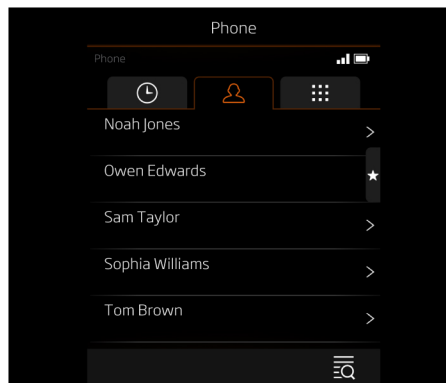 Phone
Phone
Noah Jones
Owen Edwards
Sam Taylor
Sophia Williams
Tom Brown